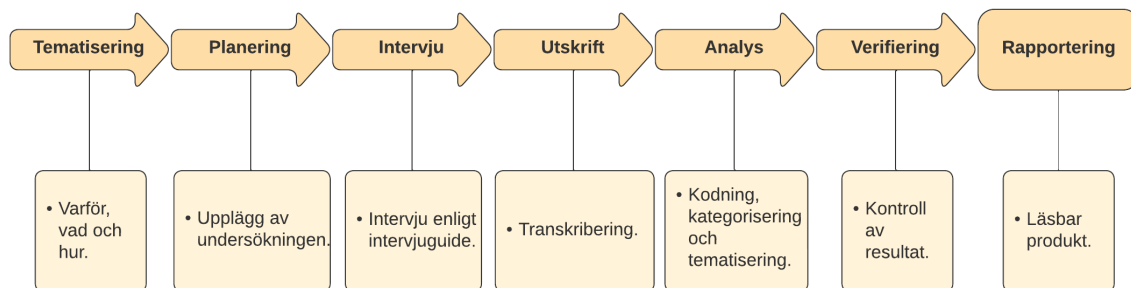 Tematisering
Planering
Intervju
Utskrift
Analys
Verifiering
Rapportering
• Varför,
vad och
hur.
• Upplägg av
undersökningen.
• Intervju enligt
intervjuguide.
• Transkribering.
• Kodning,
kategorisering
och
tematisering.
• Kontroll
av
resultat.
• Läsbar
produkt.